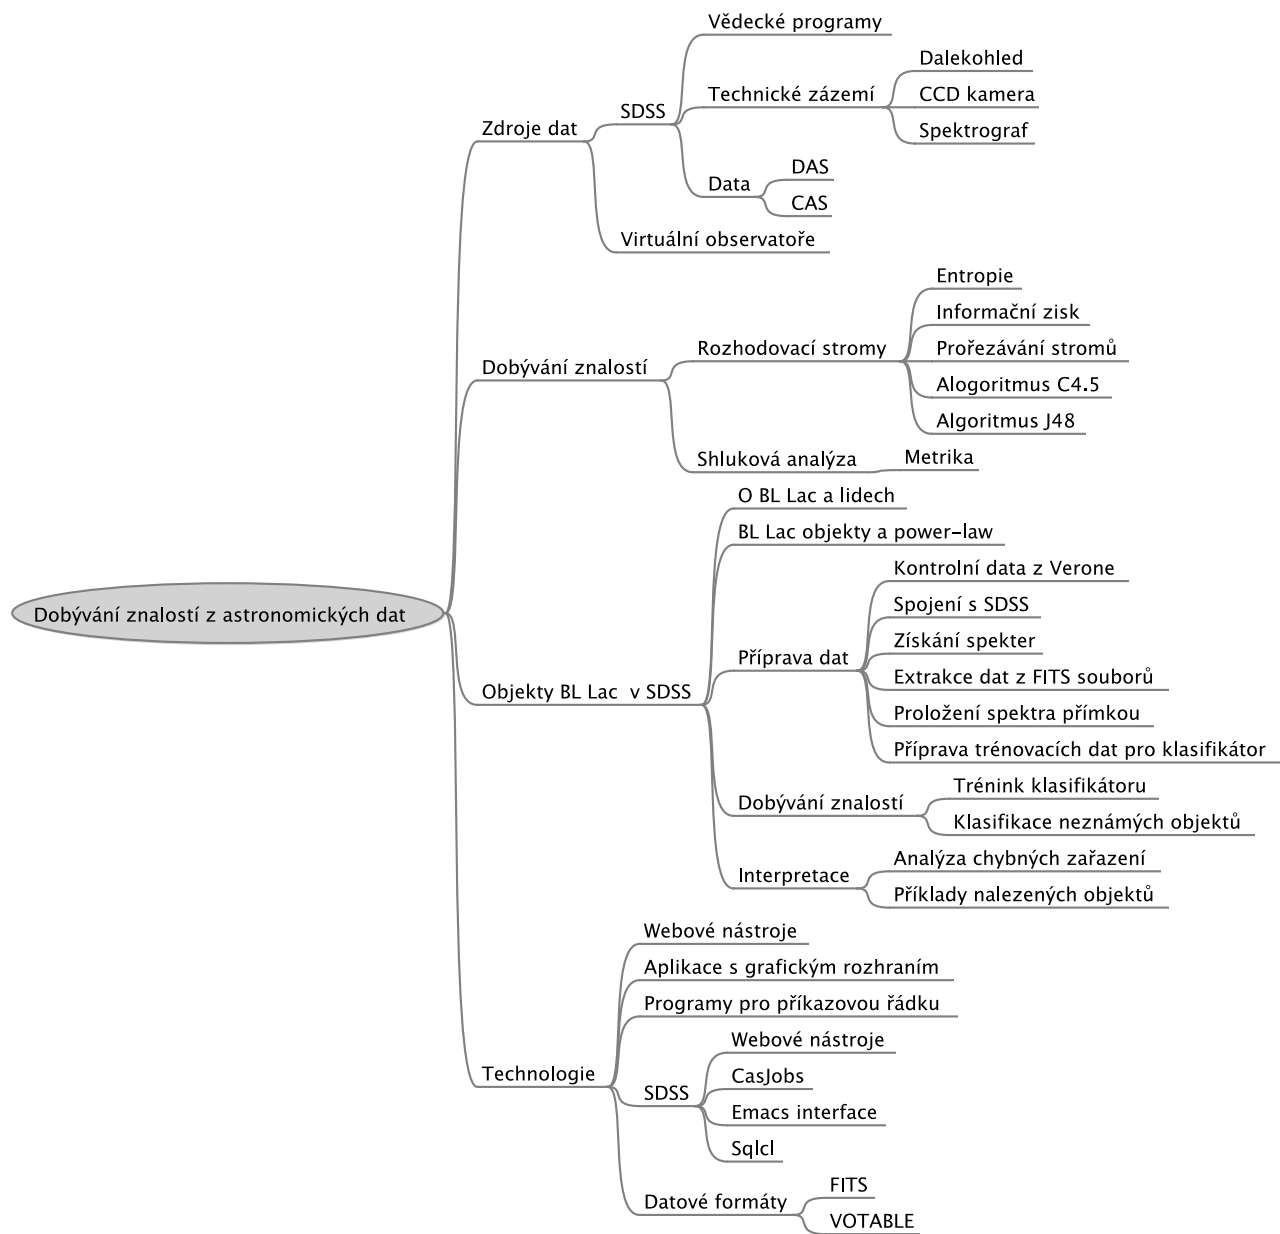 Dobývání znalostí z astronomických dat
Zdroje dat
SDSS
Vědecké programy
Technické zázemí
Dalekohled
CCD kamera
Spektrograf
Data
DAS
CAS
Virtuální observatoře
Dobývání znalostí
Rozhodovací stromy
Entropie
Informační zisk
Prořezávání stromů
Alogoritmus C4.5
Algoritmus J48
Shluková analýza
Metrika
Objekty BL Lac v SDSS
O BL Lac a lidech
BL Lac objekty a power-law
Příprava dat
Kontrolní data z Verone
Spojení s SDSS
Získání spekter
Extrakce dat z FITS souborů
Proložení spektra přímkou
Příprava trénovacích dat pro klasifikátor
Dobývání znalostí
Trénink klasifikátoru
Klasifikace neznámých objektů
Interpretace
Analýza chybných zařazení
Příklady nalezených objektů
Technologie
Webové nástroje
Aplikace s grafickým rozhraním
Programy pro příkazovou řádku
SDSS
Webové nástroje
CasJobs
Emacs interface
Sqlcl
Datové formáty
FITS
VOTABLE